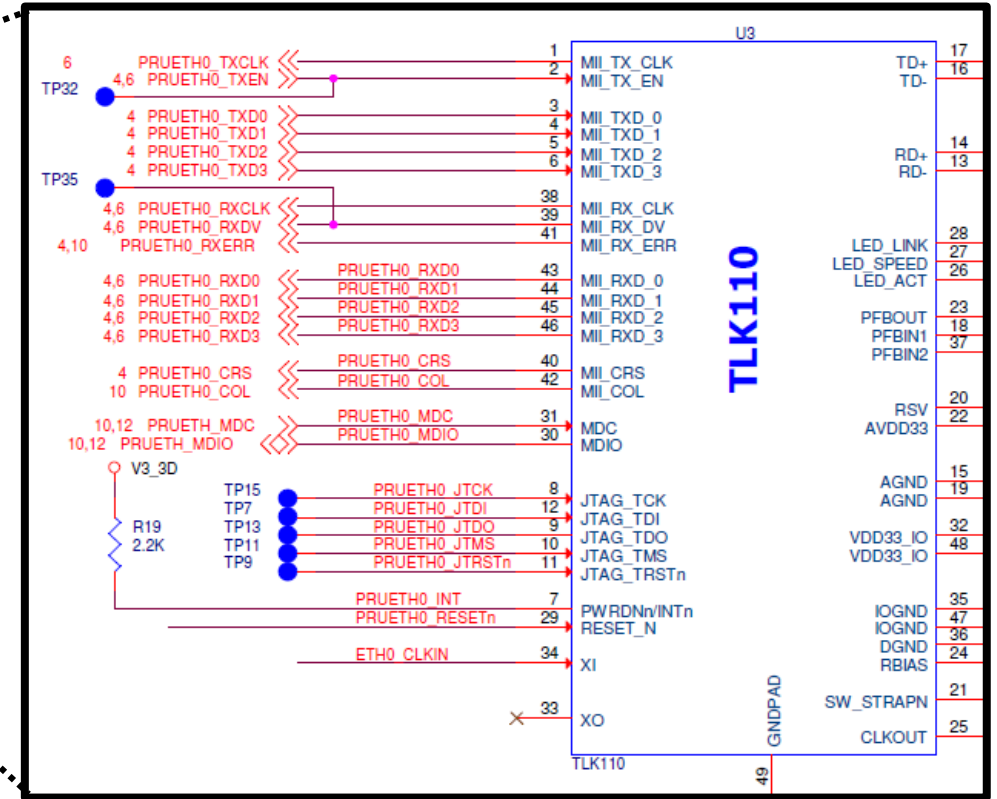 U3
6 PRUETH0_TXCLK 1 MII_TX_CLK TD+ 17
4,6 PRUETH0_TXEN 2 MII_TX_EN TD- 16
TP32
4 PRUETH0_TXD0 3 MII_TXD_0
4 PRUETH0_TXD1 4 MII_TXD_1
4 PRUETH0_TXD2 5 MII_TXD_2 RD+ 14
4 PRUETH0_TXD3 6 MII_TXD_3 RD- 13
TP35
4,6 PRUETH0_RXCLK 38 MII_RX_CLK
4,6 PRUETH0_RXDV 39 MII_RX_DV
4,10 PRUETH0_RXERR 41 MII_RX_ERR LED_LINK 28
LED_SPEED 27
4,6 PRUETH0_RXD0 PRUETH0_RXD0 43 MII_RXD_0 LED_ACT 26
4,6 PRUETH0_RXD1 PRUETH0_RXD1 44 MII_RXD_1
4,6 PRUETH0_RXD2 PRUETH0_RXD2 45 MII_RXD_2 PFBOUT 23
4,6 PRUETH0_RXD3 PRUETH0_RXD3 46 MII_RXD_3 PFBIN1 18
PFBIN2 37
TLK110
4 PRUETH0_CRS PRUETH0_CRS 40 MII_CRS
10 PRUETH0_COL PRUETH0_COL 42 MII_COL
RSV 20
10,12 PRUETH_MDC PRUETH0_MDC 31 MDC AVDD33 22
10,12 PRUETH_MDIO PRUETH0_MDIO 30 MDIO
V3_3D
AGND 15
TP15 PRUETH0_JTCK 8 JTAG_TCK AGND 19
TP7 PRUETH0_JTDI 12 JTAG_TDI
R19 TP13 PRUETH0_JTDO 9 JTAG_TDO VDD33_IO 32
2.2K TP11 PRUETH0_JTMS 10 JTAG_TMS VDD33_IO 48
TP9 PRUETH0_JTRSTn 11 JTAG_TRSTn
PRUETH0_INT 7 PWRDNn/INTn IOGND 35
PRUETH0_RESETn 29 RESET_N IOGND 47
DGND 36
ETH0_CLKIN 34 XI RBIAS 24
SW_STRAPN 21
33 XO
CLKOUT 25
GNDPAD
TLK110
49